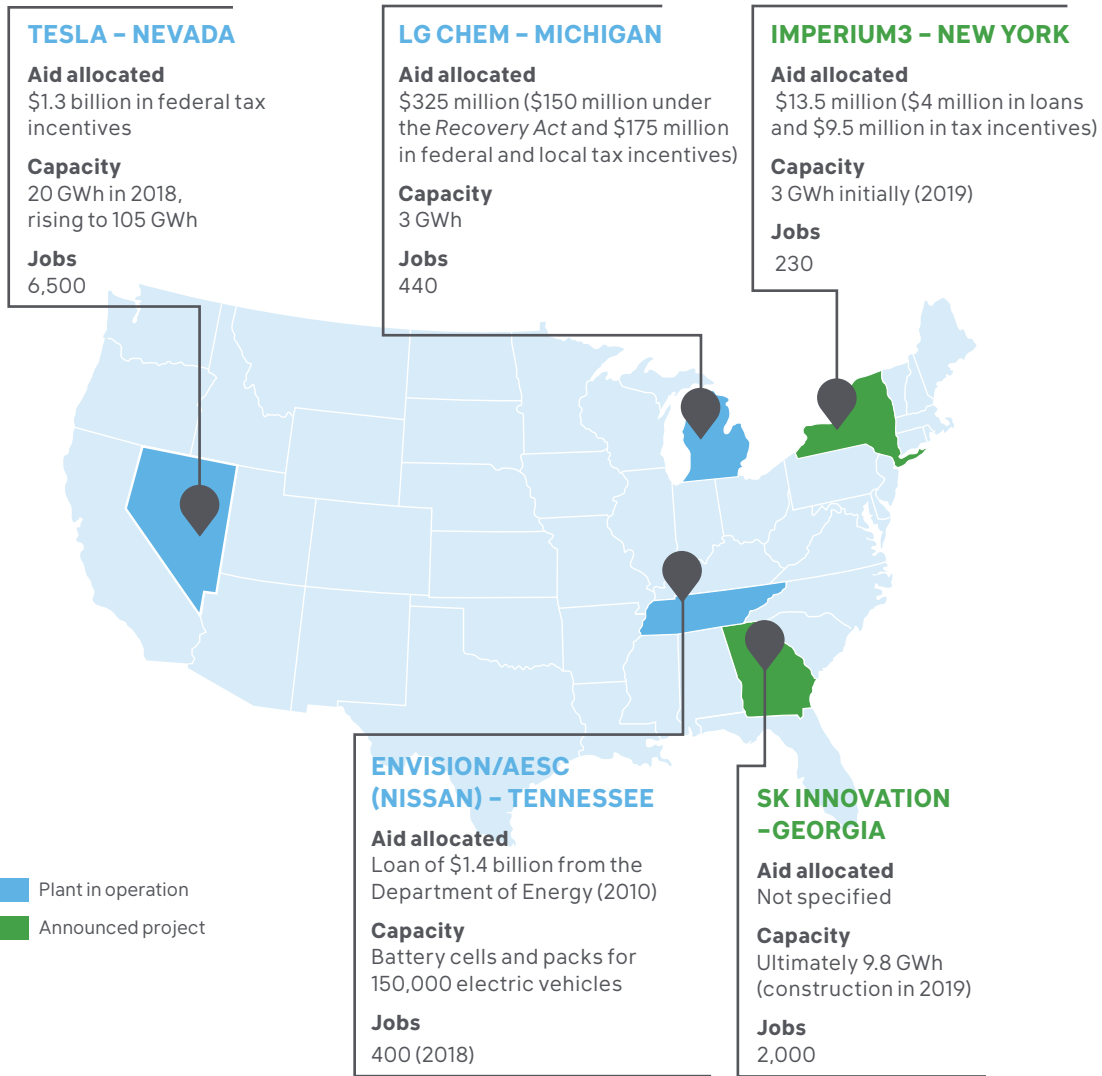 TESLA – NEVADA
Aid allocated
$1.3 billion in federal tax
incentives
Capacity
20 GWh in 2018,
rising to 105 GWh
Jobs
6,500
LG CHEM – MICHIGAN
Aid allocated
$325 million ($150 million under
the Recovery Act and $175 million
in federal and local tax incentives)
Capacity
3 GWh
Jobs
440
IMPERIUM3 – NEW YORK
Aid allocated
$13.5 million ($4 million in loans
and $9.5 million in tax incentives)
Capacity
3 GWh initially (2019)
Jobs
230
ENVISION/AESC
(NISSAN) – TENNESSEE
Aid allocated
Loan of $1.4 billion from the
Department of Energy (2010)
Capacity
Battery cells and packs for
150,000 electric vehicles
Jobs
400 (2018)
SK INNOVATION
–GEORGIA
Aid allocated
Not specified
Capacity
Ultimately 9.8 GWh
(construction in 2019)
Jobs
2,000
Plant in operation
Announced project